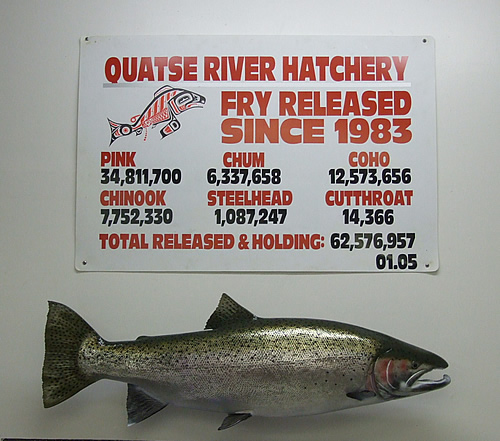 QUATSE RIVER HATCHERY
FRY RELEASED
SINCE 1983
PINK CHUM COHO
34,811,700 6,337,658 12,573,656
CHINOOK STEELHEAD CUTTHROAT
7,752,330 1,087,247 14,366
TOTAL RELEASED & HOLDING: 62,576,957
01.05